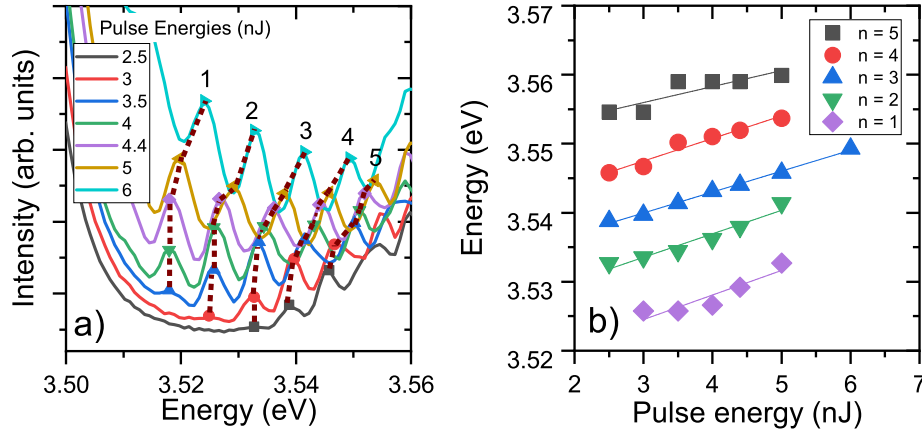 Pulse Energies (nJ)
2.5
3
3.5
4
4.4
5
6
1
2
3
4
5
a)
3.50
3.52
3.54
3.56
Energy (eV)
Intensity (arb. units)
3.57
3.56
3.55
3.54
3.53
3.52
Energy (eV)
n = 5
n = 4
n = 3
n = 2
n = 1
b)
2
3
4
5
6
7
Pulse energy (nJ)